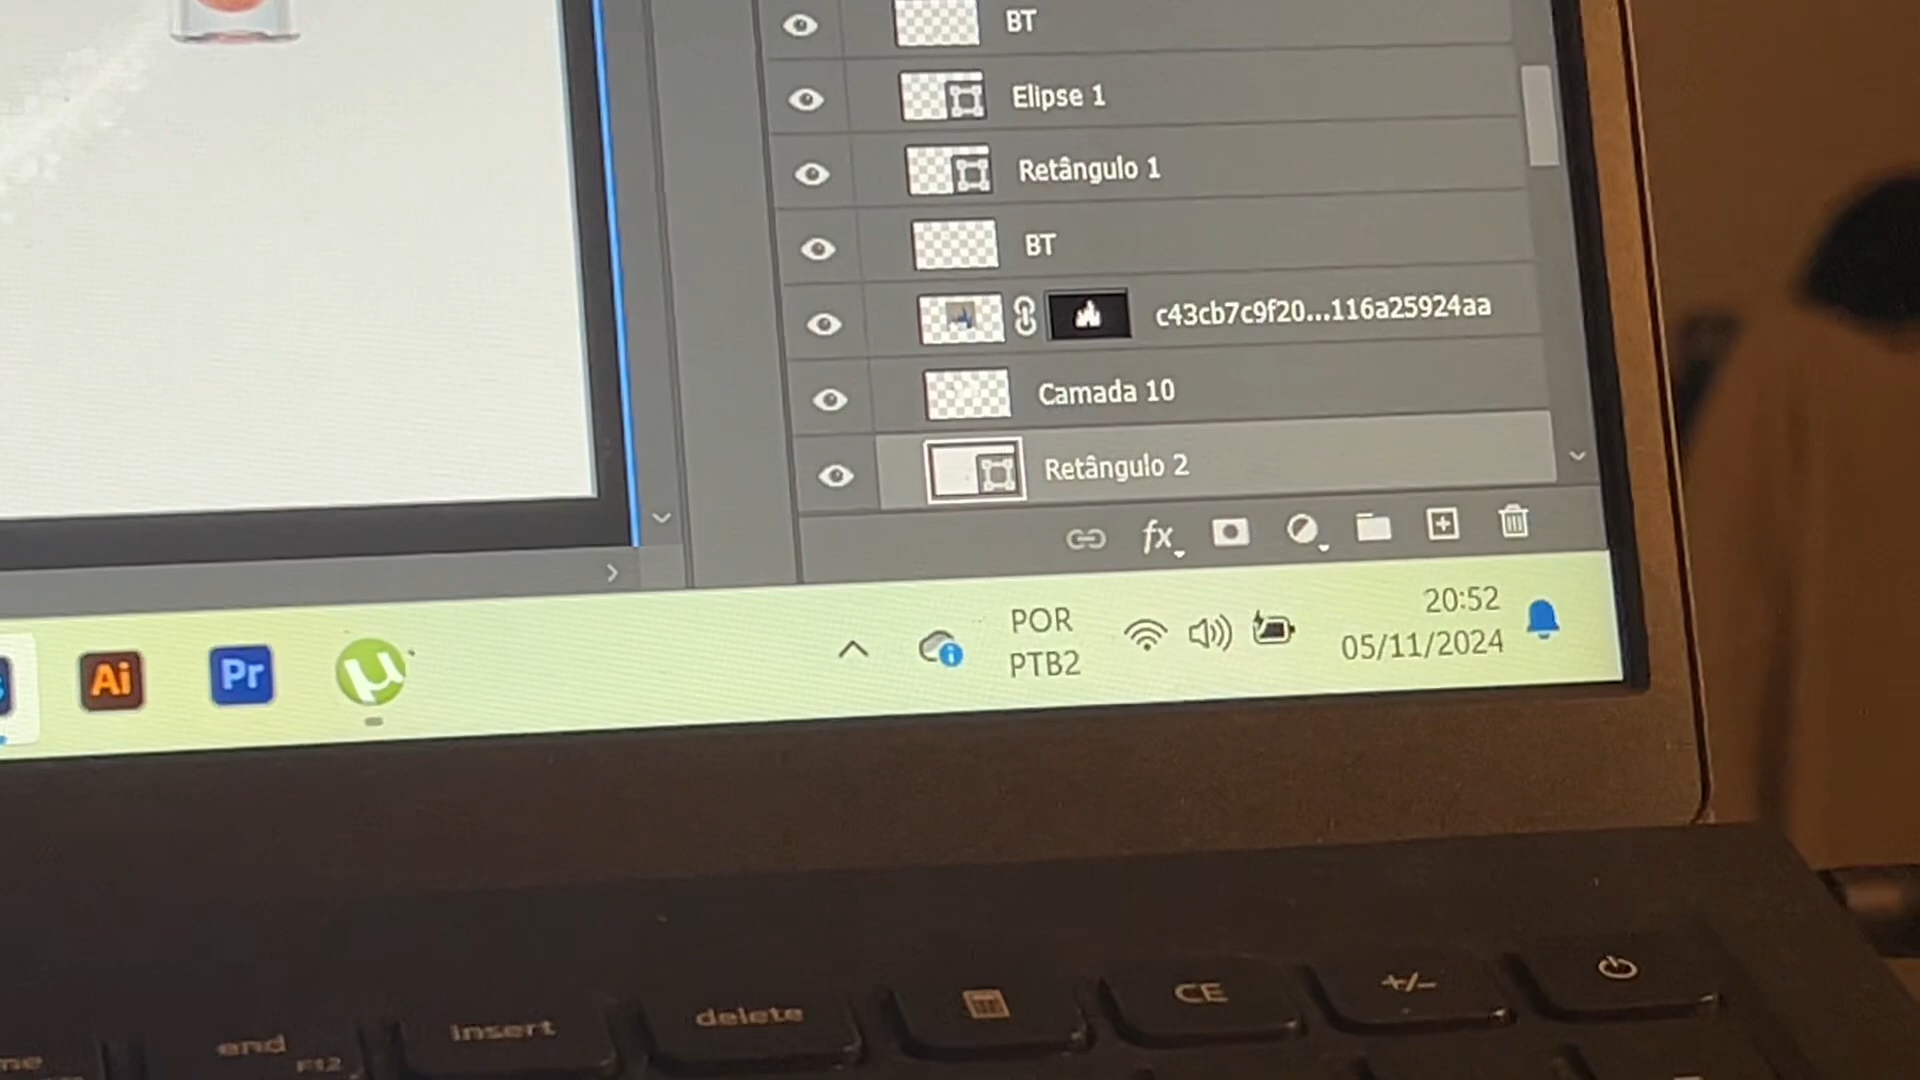 BT
Elipse 1
Retângulo 1
BT
c43cb7c9f20...116a25924aa
Camada 10
Retângulo 2
fx
Ai
Pr
µ
POR
PTB2
20:52
05/11/2024
end
F12
insert
delete
CE
+/-